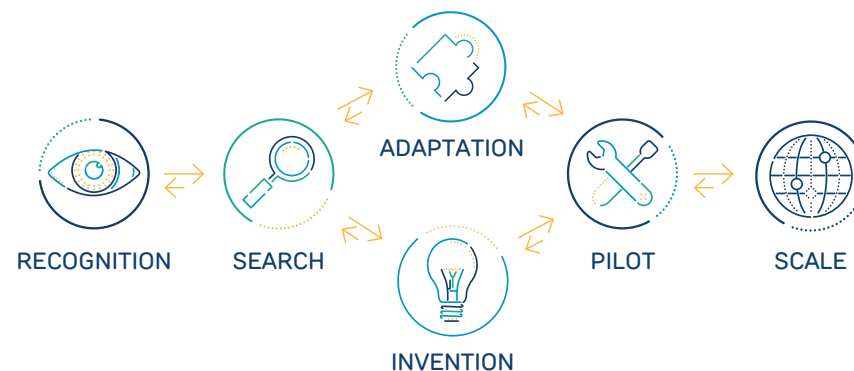 RECOGNITION
SEARCH
ADAPTATION
INVENTION
PILOT
SCALE